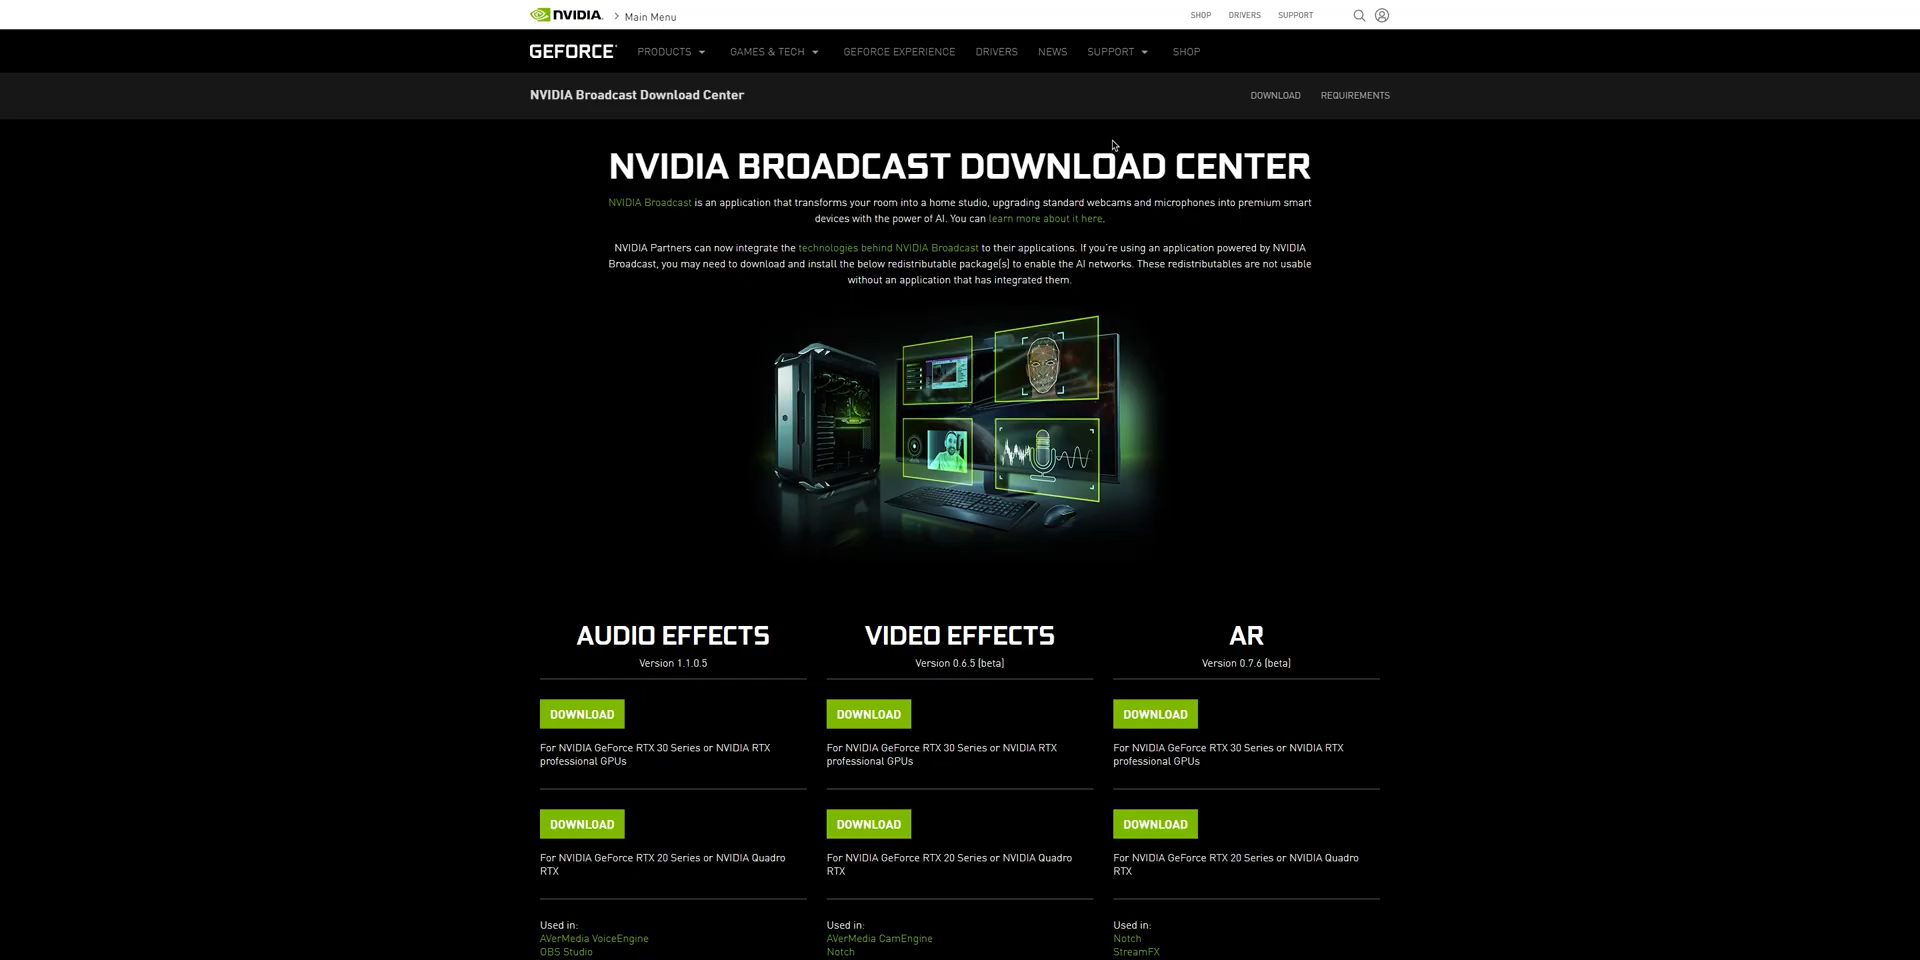 NVIDIA. > Main Menu SHOP DRIVERS SUPPORT
GEFORCE PRODUCTS GAMES & TECH GEFORCE EXPERIENCE DRIVERS NEWS SUPPORT SHOP
NVIDIA Broadcast Download Center DOWNLOAD REQUIREMENTS
NVIDIA BROADCAST DOWNLOAD CENTER
NVIDIA Broadcast is an application that transforms your room into a home studio, upgrading standard webcams and microphones into premium smart
devices with the power of AI. You can learn more about it here.
NVIDIA Partners can now integrate the technologies behind NVIDIA Broadcast to their applications. If you're using an application powered by NVIDIA
Broadcast, you may need to download and install the below redistributable package(s) to enable the AI networks. These redistributables are not usable
without an application that has integrated them.
AUDIO EFFECTS
Version 1.1.0.5
DOWNLOAD
For NVIDIA GeForce RTX 30 Series or NVIDIA RTX
professional GPUs
DOWNLOAD
For NVIDIA GeForce RTX 20 Series or NVIDIA Quadro
RTX
Used in:
AVerMedia VoiceEngine
OBS Studio
VIDEO EFFECTS
Version 0.6.5 (beta)
DOWNLOAD
For NVIDIA GeForce RTX 30 Series or NVIDIA RTX
professional GPUs
DOWNLOAD
For NVIDIA GeForce RTX 20 Series or NVIDIA Quadro
RTX
Used in:
AVerMedia CamEngine
Notch
AR
Version 0.7.6 (beta)
DOWNLOAD
For NVIDIA GeForce RTX 30 Series or NVIDIA RTX
professional GPUs
DOWNLOAD
For NVIDIA GeForce RTX 20 Series or NVIDIA Quadro
RTX
Used in:
Notch
StreamFX